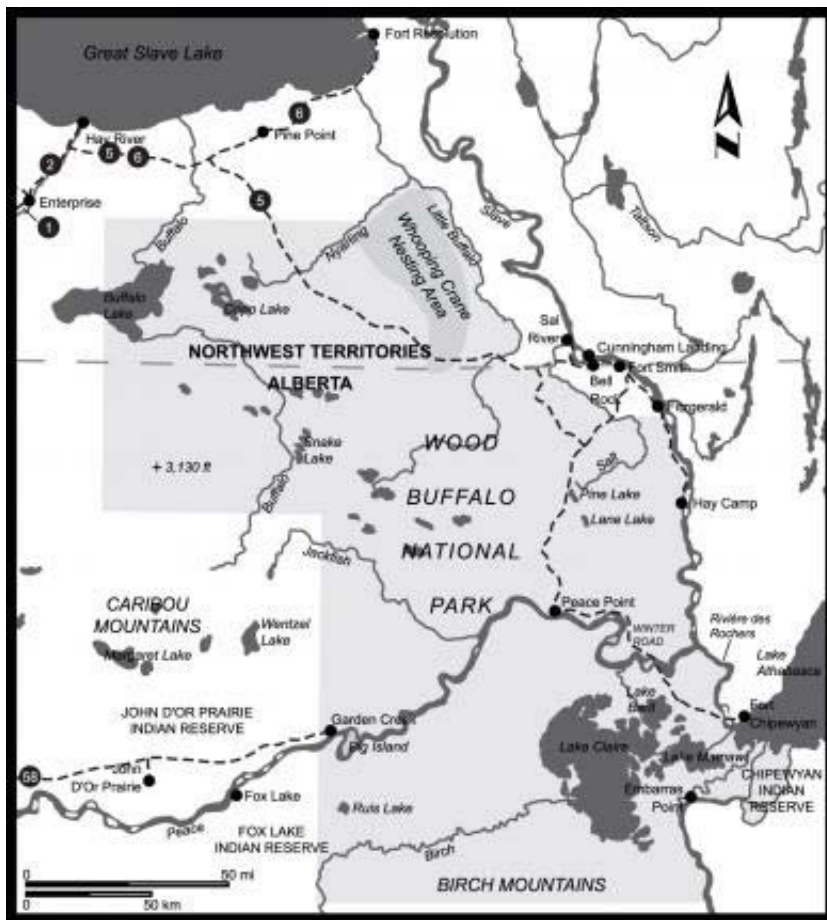 Fort Resolution
Great Slave Lake
6
Hay River
Pine Point
2
5
6
Enterprise
5
1
Buffalo
Nyarling
Little Buffalo
Slave
Taltson
Whooping Crane
Nesting Area
Buffalo
Lake
Lake
Sal
River
Cunningham Landing
NORTHWEST TERRITORIES
Fort Smith
ALBERTA
Bell
Rock
Fitzgerald
Snake
Lake
WOOD
+ 3,130 ft
Buffalo
BUFFALO
Pine Lake
Hay Camp
Lane Lake
Jackfish
NATIONAL
CARIBOU
MOUNTAINS
PARK
Peace Point
Wentzel
Lake
Margaret Lake
WINTER
ROAD
Rivière des
Rochers
Lake
Athabasca
Lake
JOHN D'OR PRAIRIE
INDIAN RESERVE
Garden Creek
Pig Island
Fort
Chipewyan
Lake Claire
Lake Mamawi
58
John
D'Or Prairie
Fox Lake
Embarras
Point
CHIPEWYAN
INDIAN
RESERVE
Peace
FOX LAKE
INDIAN RESERVE
Ruis Lake
Birch
BIRCH MOUNTAINS
0
50 mi
0
50 km
N